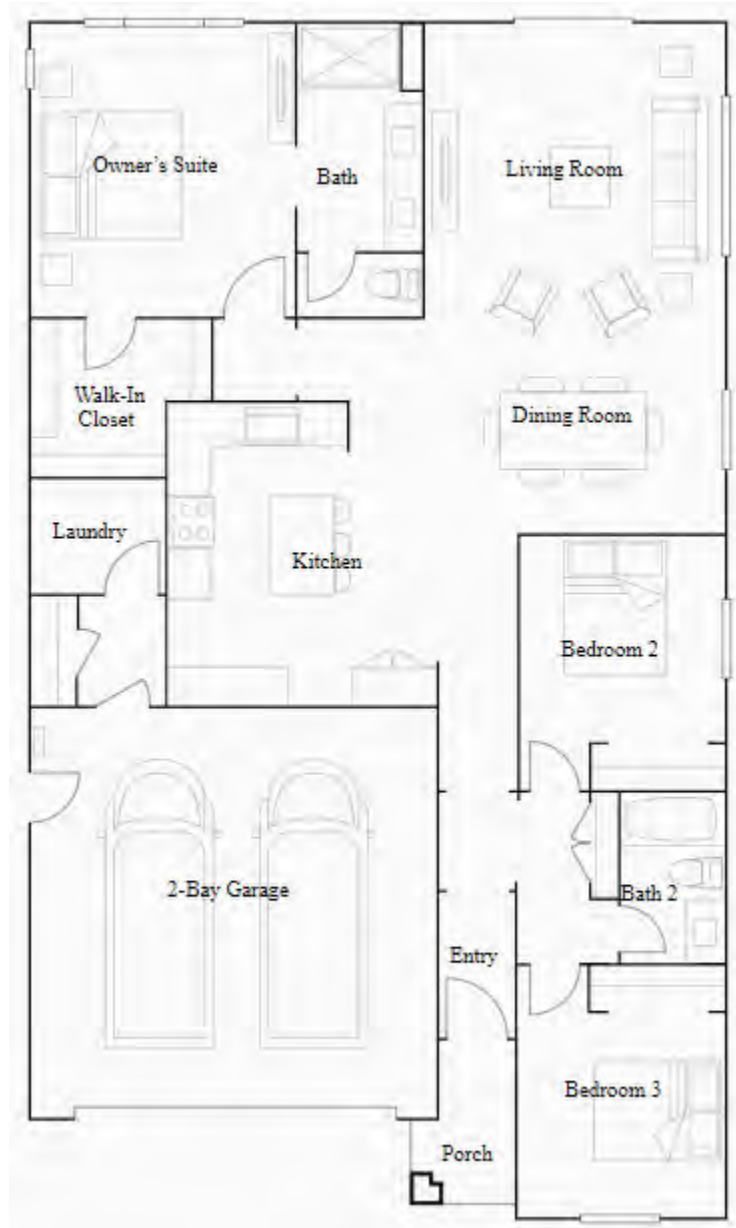 Owner’s Suite
Bath
Living Room
Walk-In
Closet
Dining Room
Laundry
Kitchen
Bedroom 2
2-Bay Garage
Bath 2
Entry
Bedroom 3
Porch